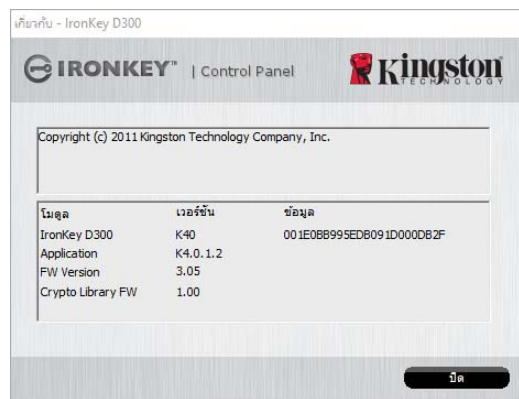 เกี่ยวกับ - IronKey D300
IRONKEY™ | Control Panel
Kingston
TECHNOLOGY
Copyright (c) 2011 Kingston Technology Company, Inc.
โมดูล เวอร์ชัน ข้อมูล
IronKey D300 K40 001E0BB995EDB091D000DB2F
Application K4.0.1.2
FW Version 3.05
Crypto Library FW 1.00
ปิด